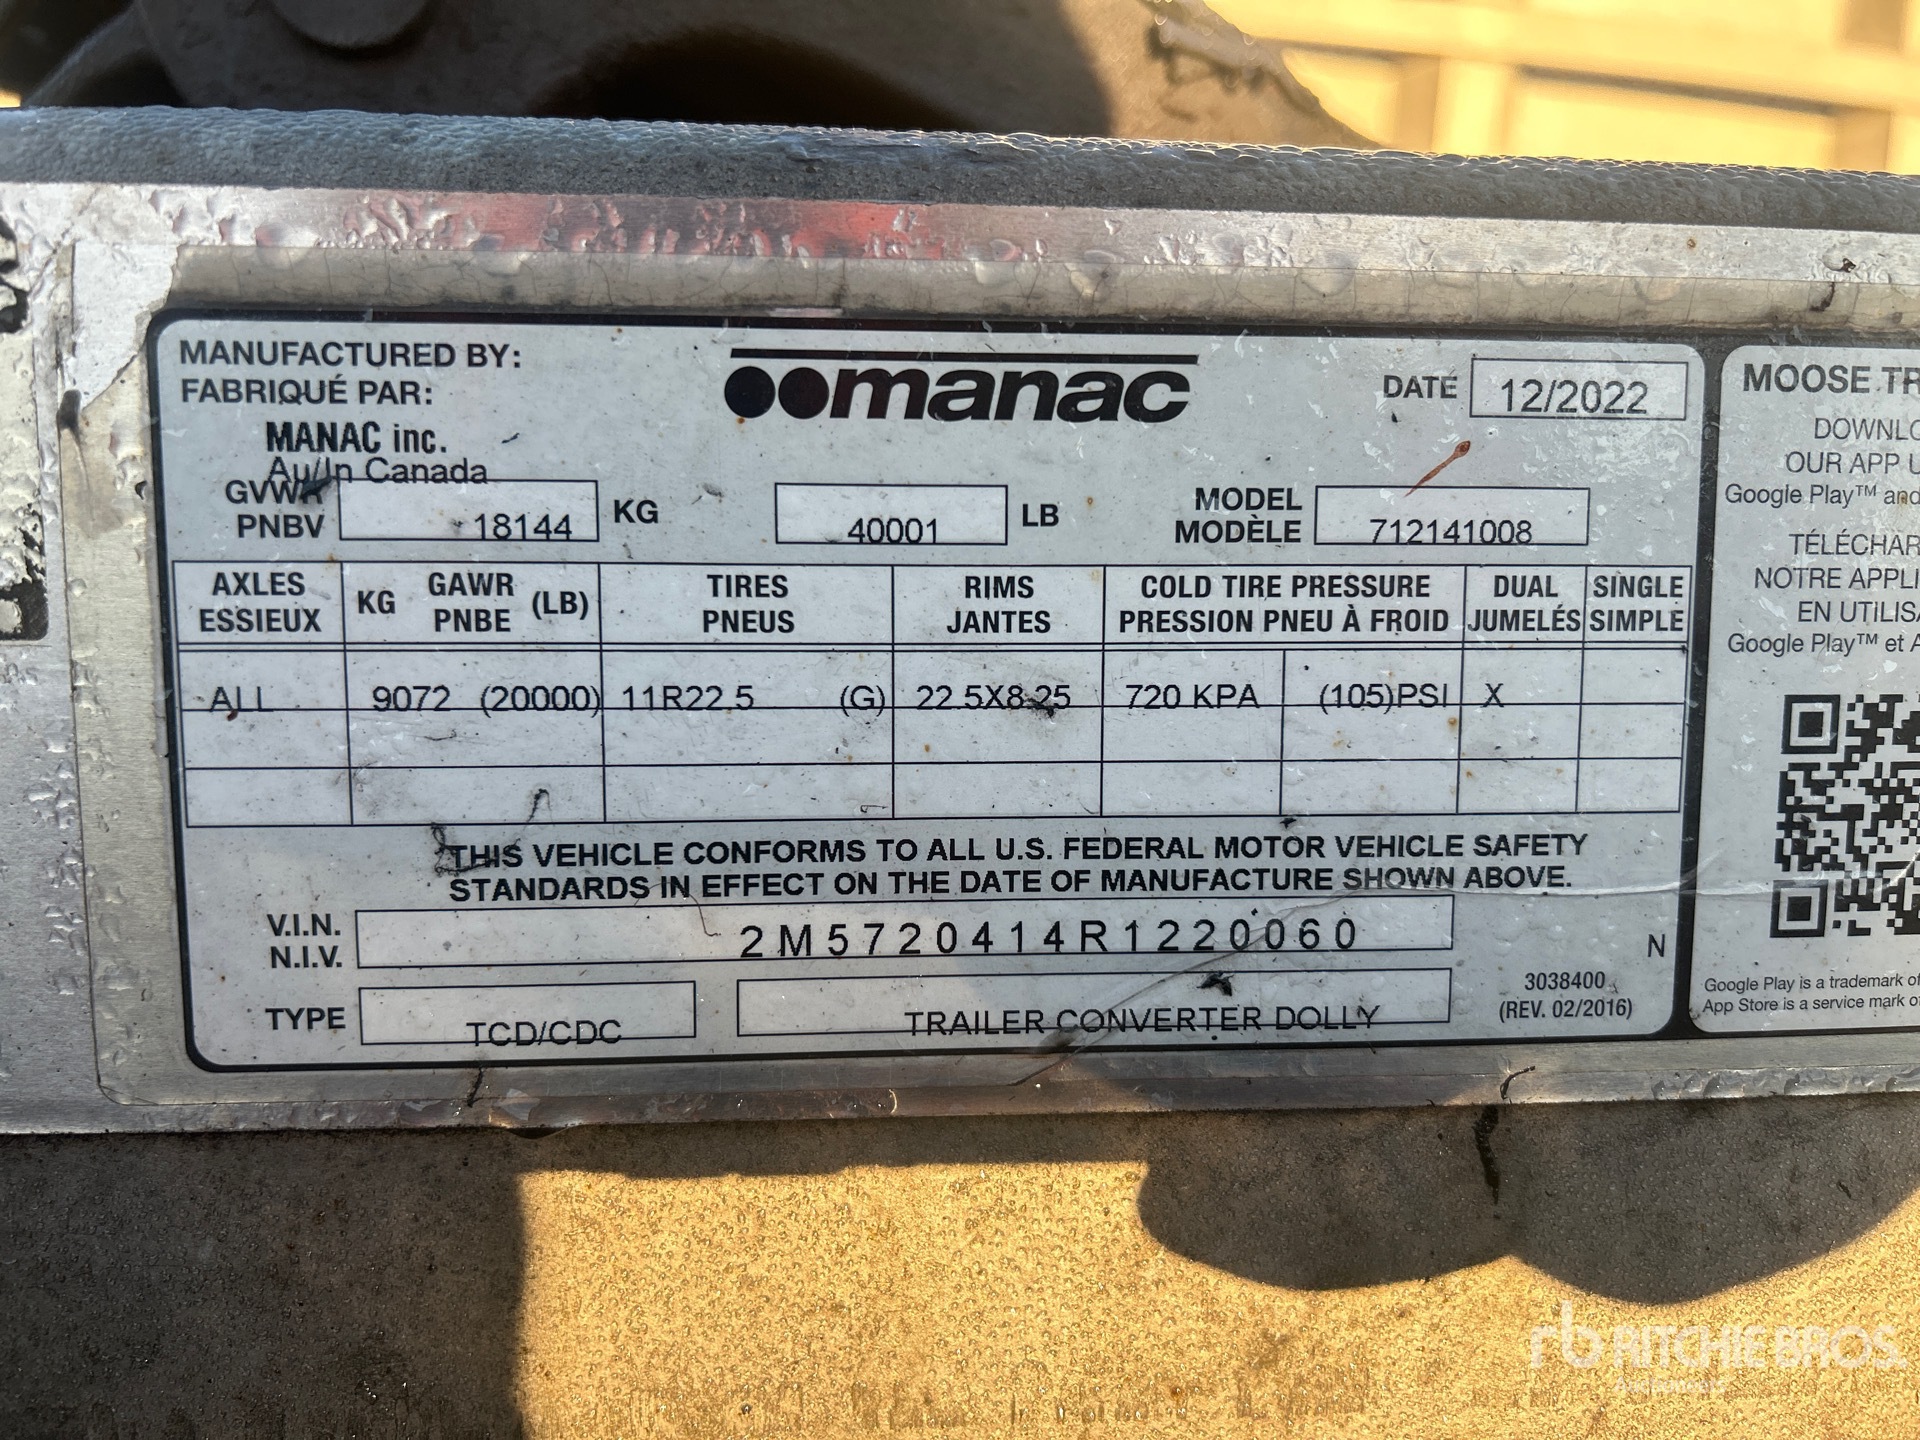 MANUFACTURED BY:
FABRIQUÉ PAR:
MANAC inc.
Au/In Canada
manac
DATE 12/2022
GVWR
PNBV 18144 KG 40001 LB
MODEL
MODÈLE 712141008
AXLES
ESSIEUX
KG GAWR (LB)
PNBE
TIRES
PNEUS
RIMS
JANTES
COLD TIRE PRESSURE
PRESSION PNEU À FROID
DUAL
JUMELÉS
SINGLE
SIMPLE
ALL 9072 (20000) 11R22.5 (G) 22.5X8.25 720 KPA (105)PSI X
THIS VEHICLE CONFORMS TO ALL U.S. FEDERAL MOTOR VEHICLE SAFETY
STANDARDS IN EFFECT ON THE DATE OF MANUFACTURE SHOWN ABOVE.
V.I.N.
N.I.V. 2M5720414R1220060
N
TYPE TCD/CDC TRAILER CONVERTER DOLLY
3038400
(REV. 02/2016)
MOOSE TR
DOWNLO
OUR APP U
Google Play™ and
TÉLÉCHAR
NOTRE APPLI
EN UTILISA
Google Play™ et A
Google Play is a trademark of
App Store is a service mark of
rb RITCHIE BROS.
Auctioneers